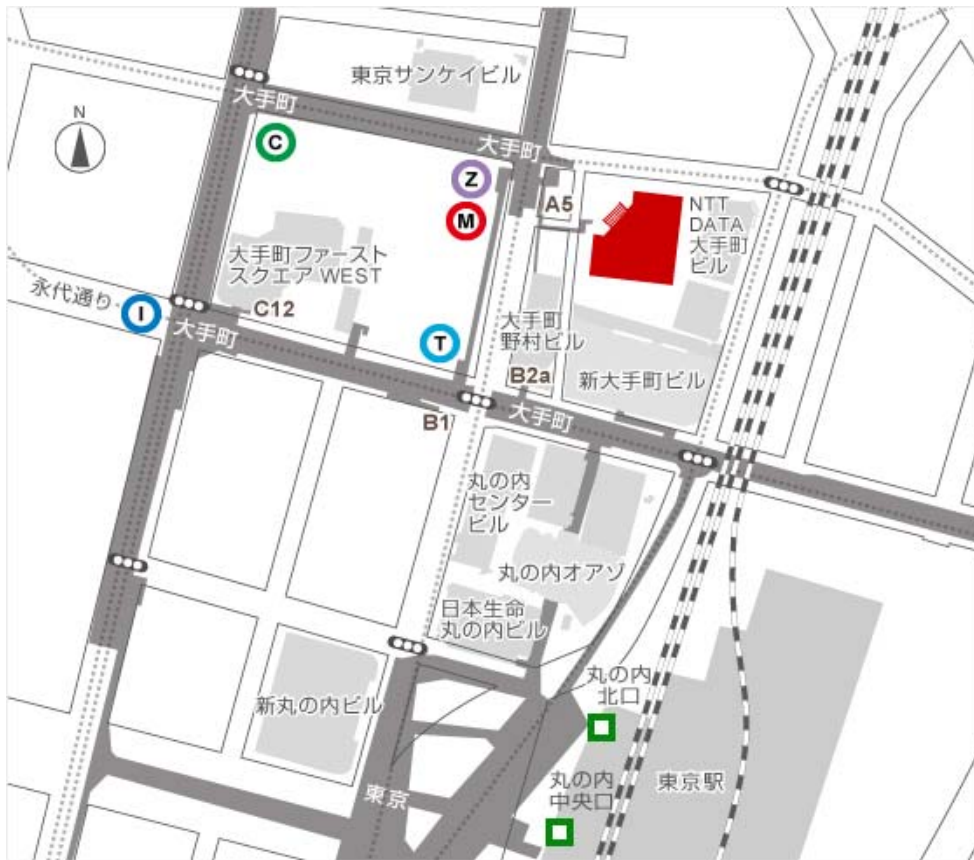 東京サンケイビル
大手町
N
C
大手町
Z
M
A5
NTT
DATA
大手町
ビル
大手町ファースト
スクエア WEST
永代通り
I
C12
大手町
T
大手町
野村ビル
B2a
新大手町ビル
B1
大手町
丸の内
センター
ビル
丸の内オアゾ
日本生命
丸の内ビル
新丸の内ビル
丸の内
北口
東京
丸の内
中央口
東京駅